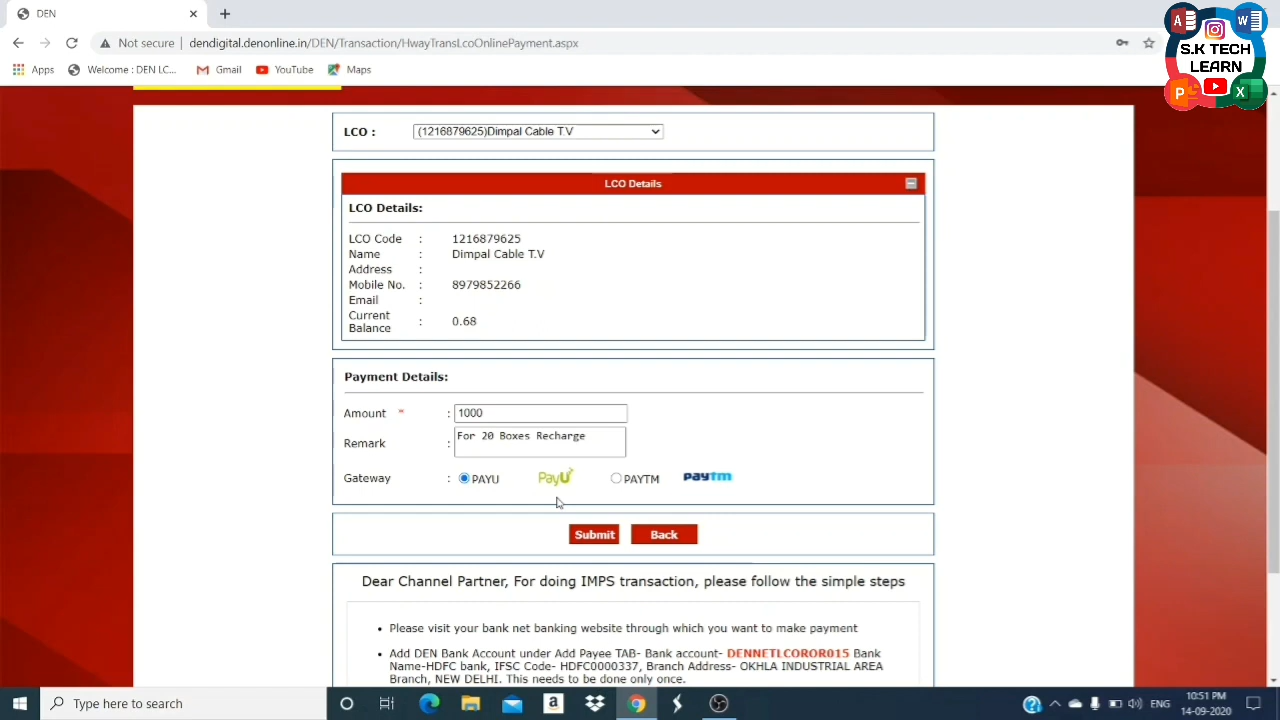 DEN
Not secure
dendigital.denonline.in/DEN/Transaction/HwayTransLcoOnlinePayment.aspx
Apps
Welcome : DEN LC...
Gmail
YouTube
Maps
S.K TECH
LEARN
LCO :
(1216879625)Dimpal Cable T.V
LCO Details
LCO Details:
LCO Code : 1216879625
Name : Dimpal Cable T.V
Address :
Mobile No. : 8979852266
Email :
Current
Balance : 0.68
Payment Details:
Amount * : 1000
Remark : For 20 Boxes Recharge
Gateway : PAYU PayU PAYTM paytm
Submit Back
Dear Channel Partner, For doing IMPS transaction, please follow the simple steps
• Please visit your bank net banking website through which you want to make payment
• Add DEN Bank Account under Add Payee TAB- Bank account- DENNETLCOROR015 Bank
Name-HDFC bank, IFSC Code- HDFC0000337, Branch Address- OKHLA INDUSTRIAL AREA
Branch, NEW DELHI. This needs to be done only once.
Type here to search
ENG
10:51 PM
14-09-2020